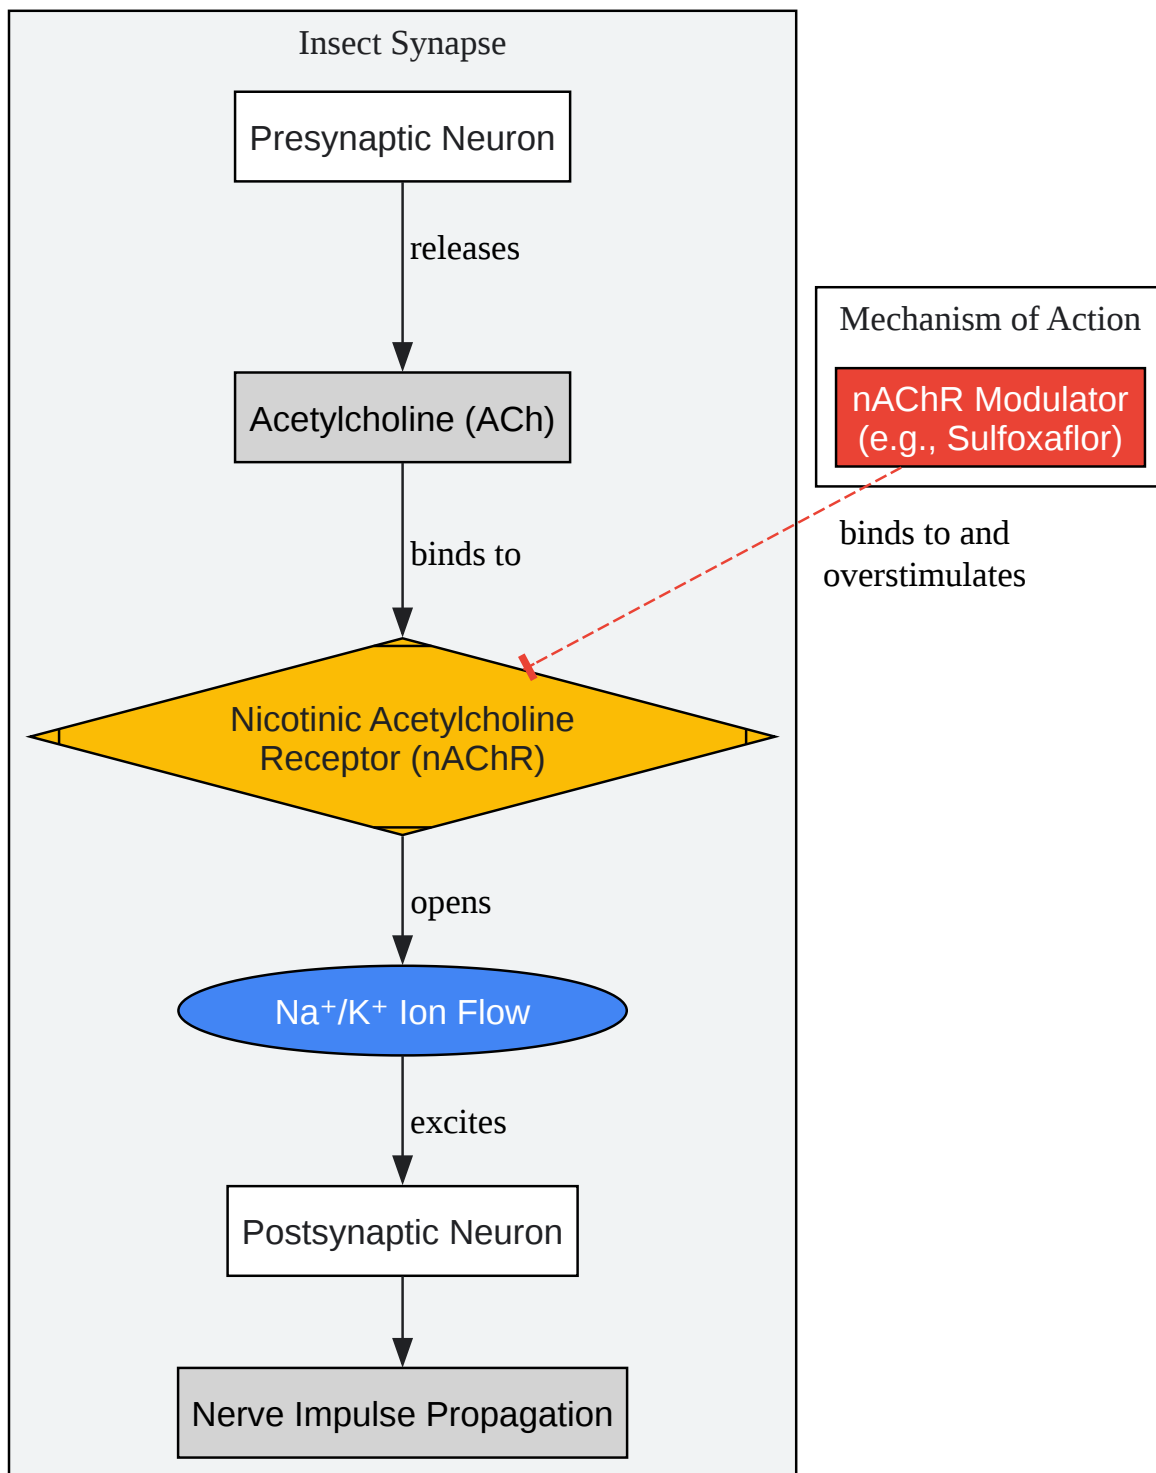 Insect Synapse
Presynaptic Neuron
releases
Mechanism of Action
nAChR Modulator
(e.g., Sulfoxaflor)
Acetylcholine (ACh)
binds to
binds to and
overstimulates
Nicotinic Acetylcholine
Receptor (nAChR)
opens
Na⁺/K⁺ Ion Flow
excites
Postsynaptic Neuron
Nerve Impulse Propagation